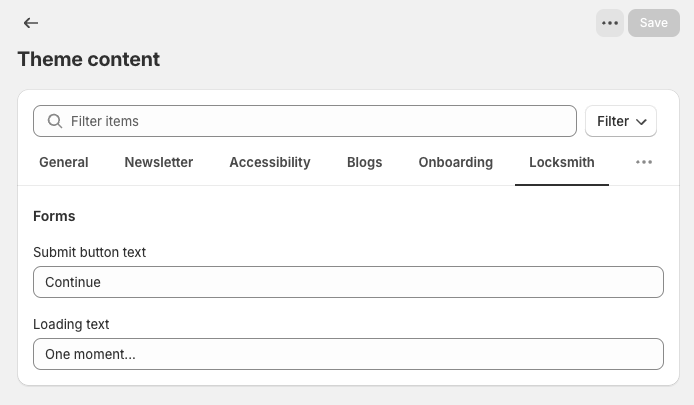 Save
Theme content
Filter items
Filter
General Newsletter Accessibility Blogs Onboarding Locksmith
Forms
Submit button text
Continue
Loading text
One moment...